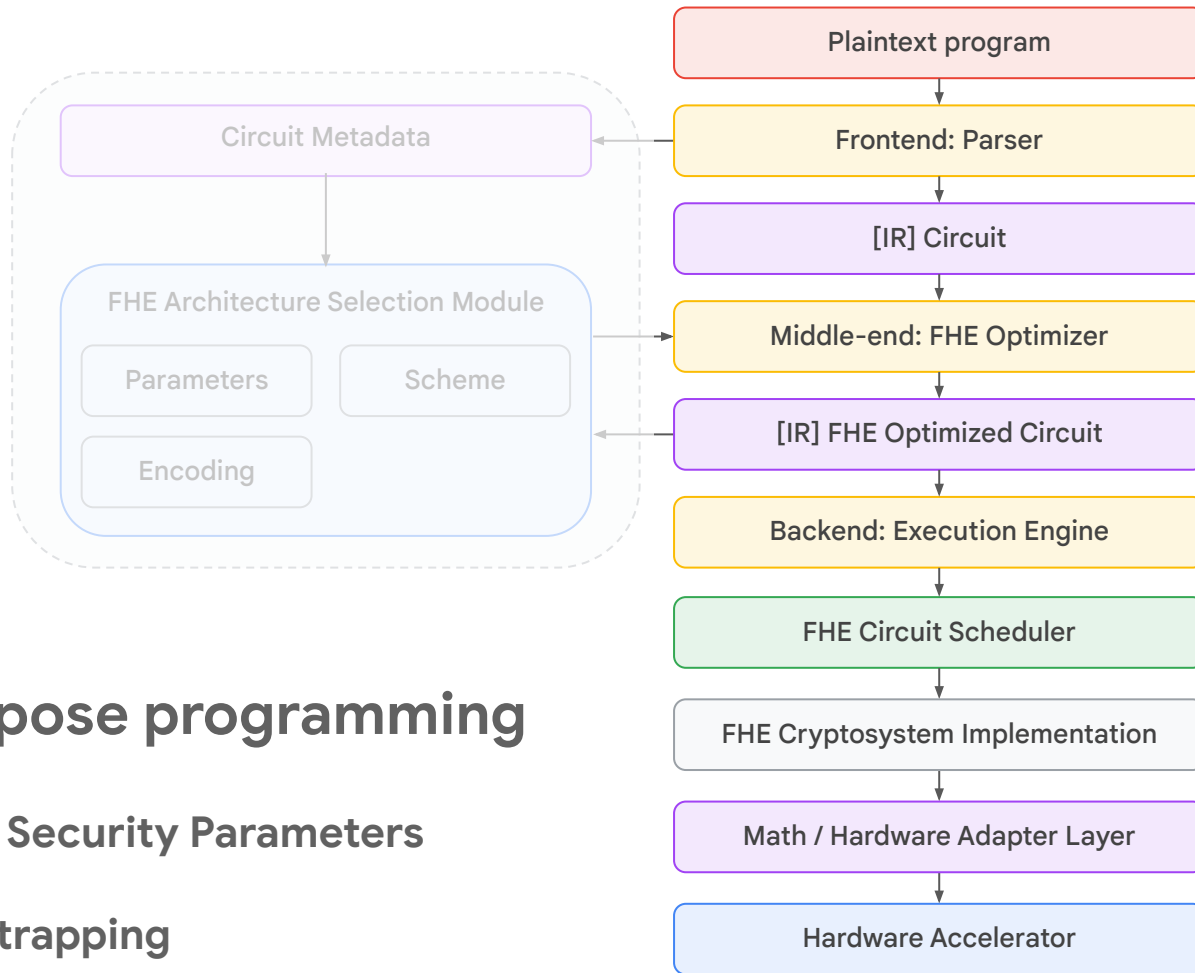 Plaintext program
Circuit Metadata
Frontend: Parser
[IR] Circuit
FHE Architecture Selection Module
Middle-end: FHE Optimizer
Parameters
Scheme
[IR] FHE Optimized Circuit
Encoding
Backend: Execution Engine
FHE Circuit Scheduler
pose programming
FHE Cryptosystem Implementation
Security Parameters
Math / Hardware Adapter Layer
trapping
Hardware Accelerator